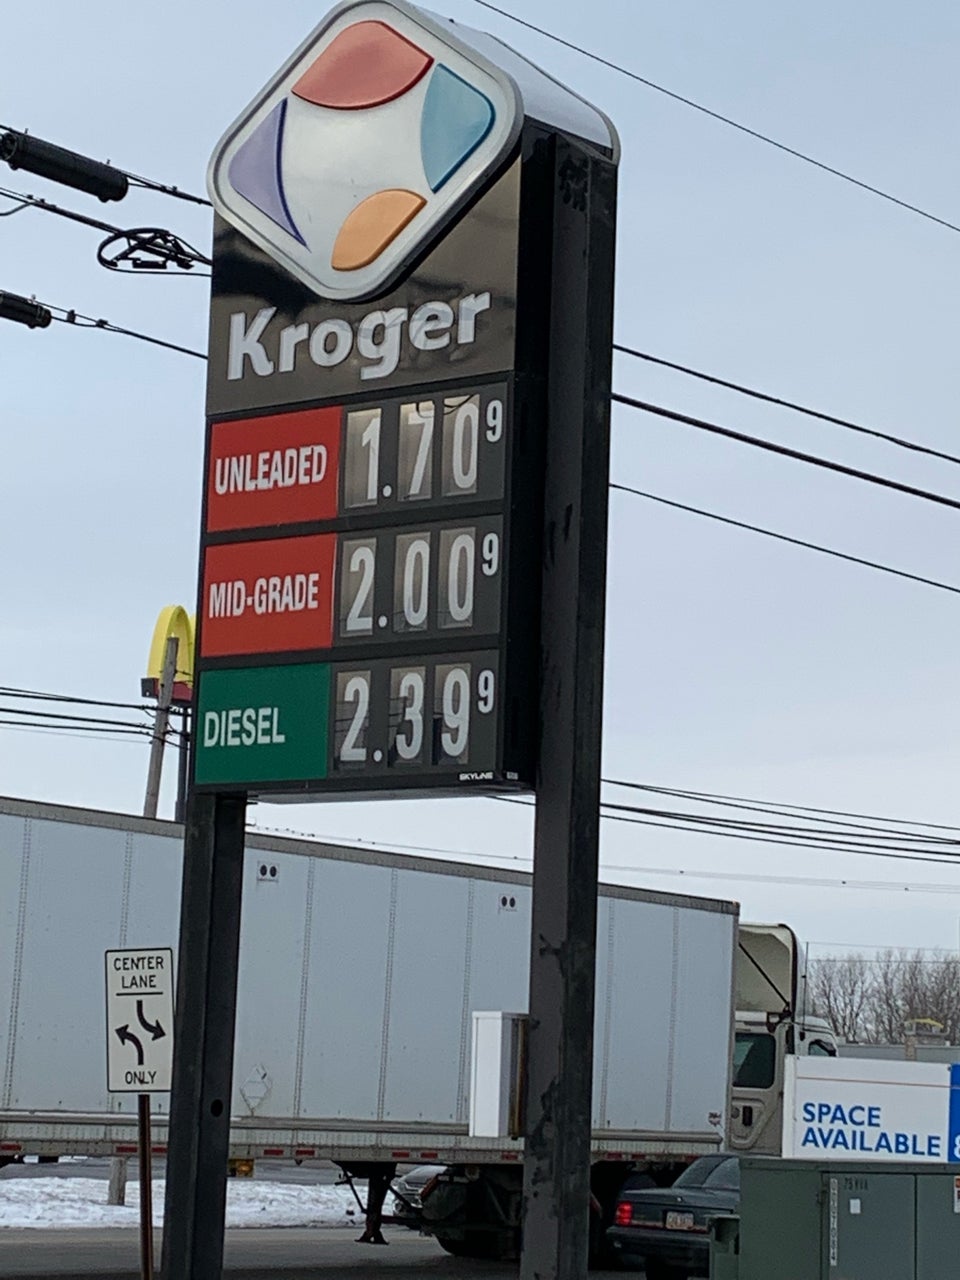 Kroger
UNLEADED 1.70 9
MID-GRADE 2.00 9
DIESEL 2.39 9
SKYLINE
CENTER
LANE
ONLY
SPACE
AVAILABLE